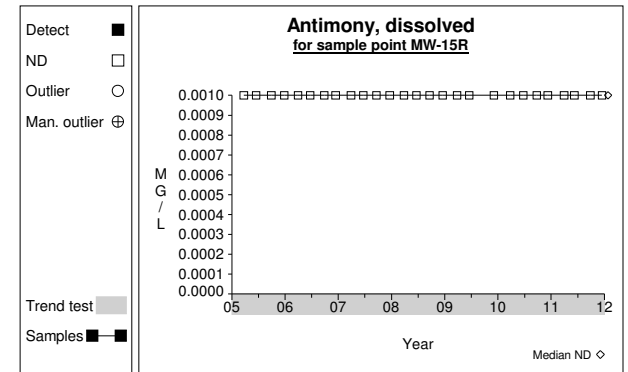 Detect
ND
Outlier
Man. outlier
Trend test
Samples
Antimony, dissolved
for sample point MW-15R
0.0010
0.0009
0.0008
0.0007
0.0006
0.0005
0.0004
0.0003
0.0002
0.0001
0.0000
M
G
/
L
05 06 07 08 09 10 11 12
Year
Median ND